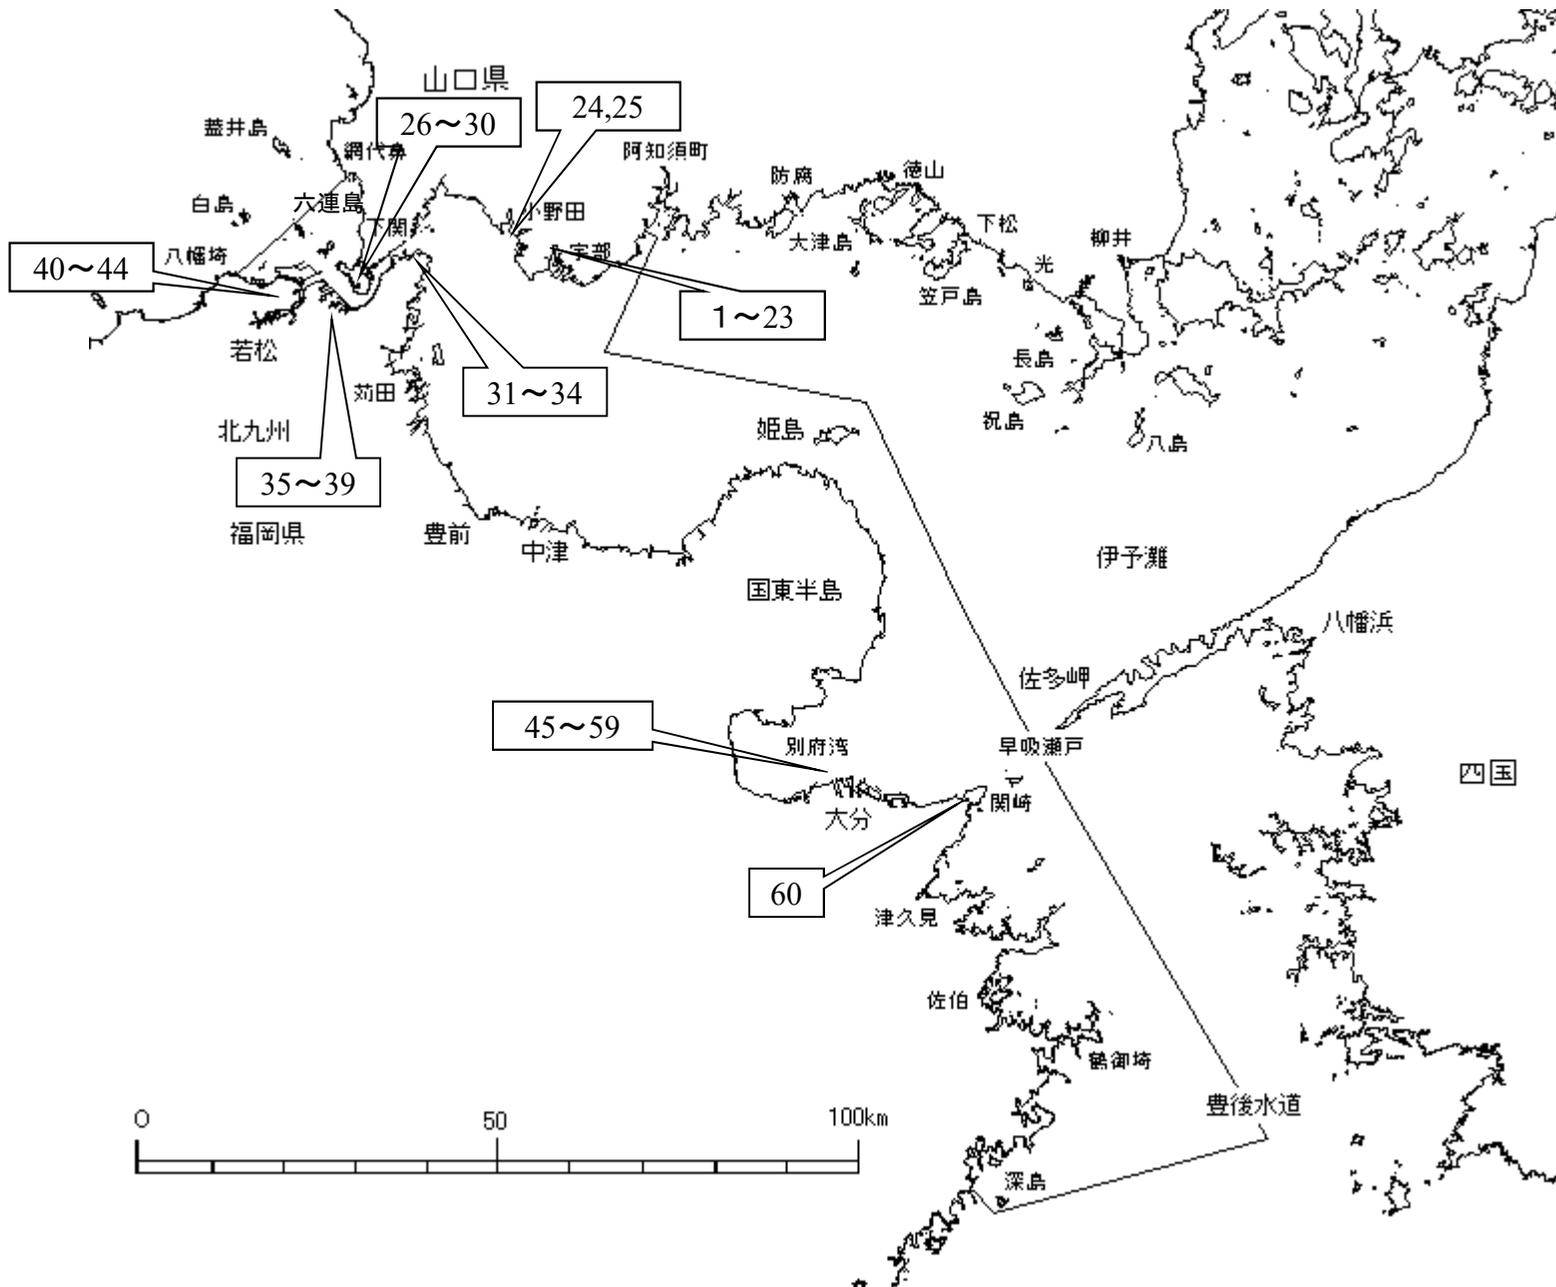 山口県
24,25
26～30
蓋井島
網代鼻
阿知須町
防腐
徳山
白島
六連島
下関
小野田
大津島
下松
柳井
八幡埼
宇部
光
40～44
笠戸島
1～23
若松
長島
苅田
31～34
祝島
北九州
姫島
八島
35～39
福岡県
豊前
中津
伊予灘
国東半島
八幡浜
佐多岬
45～59
別府湾
早吸瀬戸
四国
関崎
大分
60
津久見
佐伯
鶴御埼
豊後水道
0
50
100km
深島